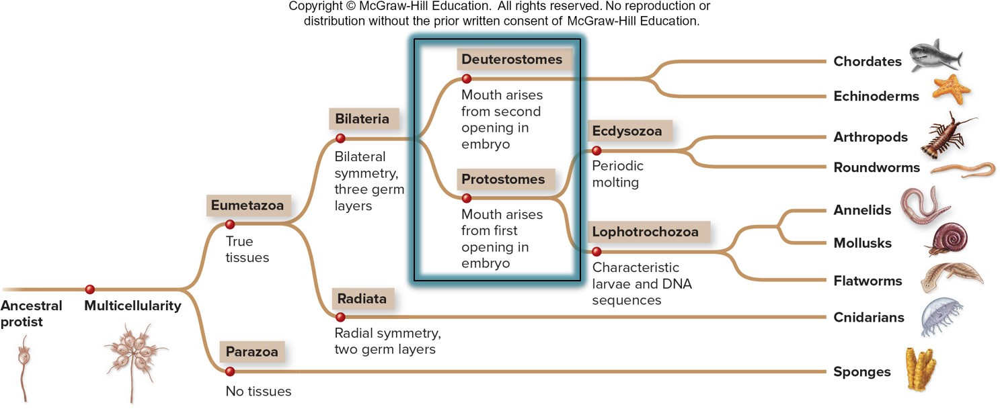 Copyright © McGraw-Hill Education. All rights reserved. No reproduction or
distribution without the prior written consent of McGraw-Hill Education.
Deuterostomes
Mouth arises
from second
opening in
embryo
Chordates
Echinoderms
Bilateria
Bilateral
symmetry,
three germ
layers
Ecdysozoa
Periodic
molting
Arthropods
Roundworms
Protostomes
Mouth arises
from first
opening in
embryo
Eumetazoa
True
tissues
Lophotrochozoa
Characteristic
larvae and DNA
sequences
Annelids
Mollusks
Flatworms
Ancestral
protist
Multicellularity
Radiata
Radial symmetry,
two germ layers
Cnidarians
Parazoa
No tissues
Sponges